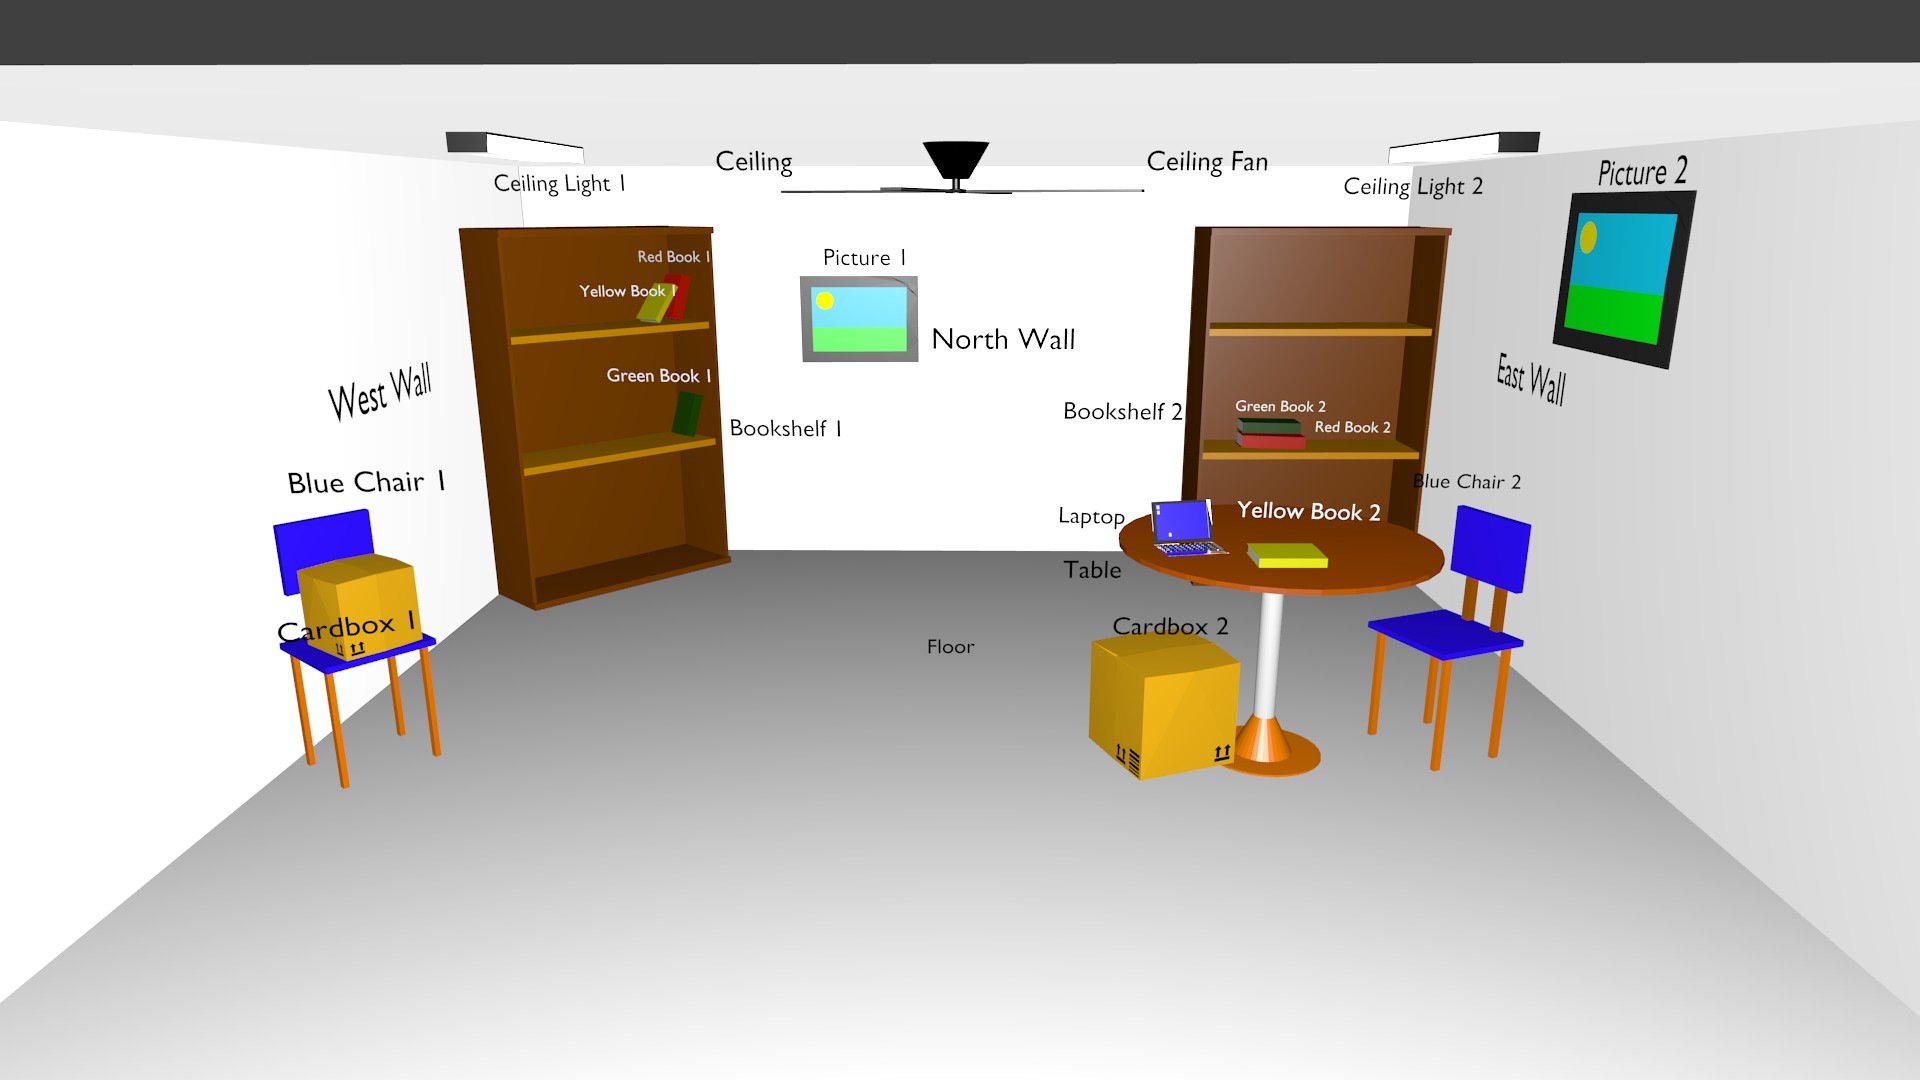 Ceiling
Ceiling Fan
Picture 2
Ceiling Light 1
Ceiling Light 2
Red Book 1
Picture 1
Yellow Book 1
North Wall
West Wall
East Wall
Green Book 1
Bookshelf 1
Bookshelf 2
Green Book 2
Red Book 2
Blue Chair 1
Blue Chair 2
Laptop
Yellow Book 2
Table
Cardbox 1
Cardbox 2
Floor